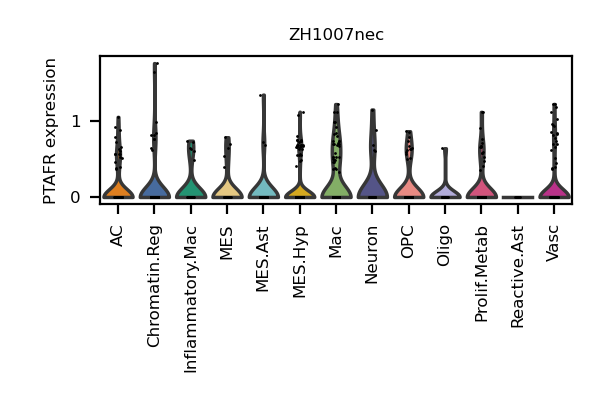 ZH1007nec
PTAFR expression
1
0
AC
Chromatin.Reg
Inflammatory.Mac
MES
MES.Ast
MES.Hyp
Mac
Neuron
OPC
Oligo
Prolif.Metab
Reactive.Ast
Vasc